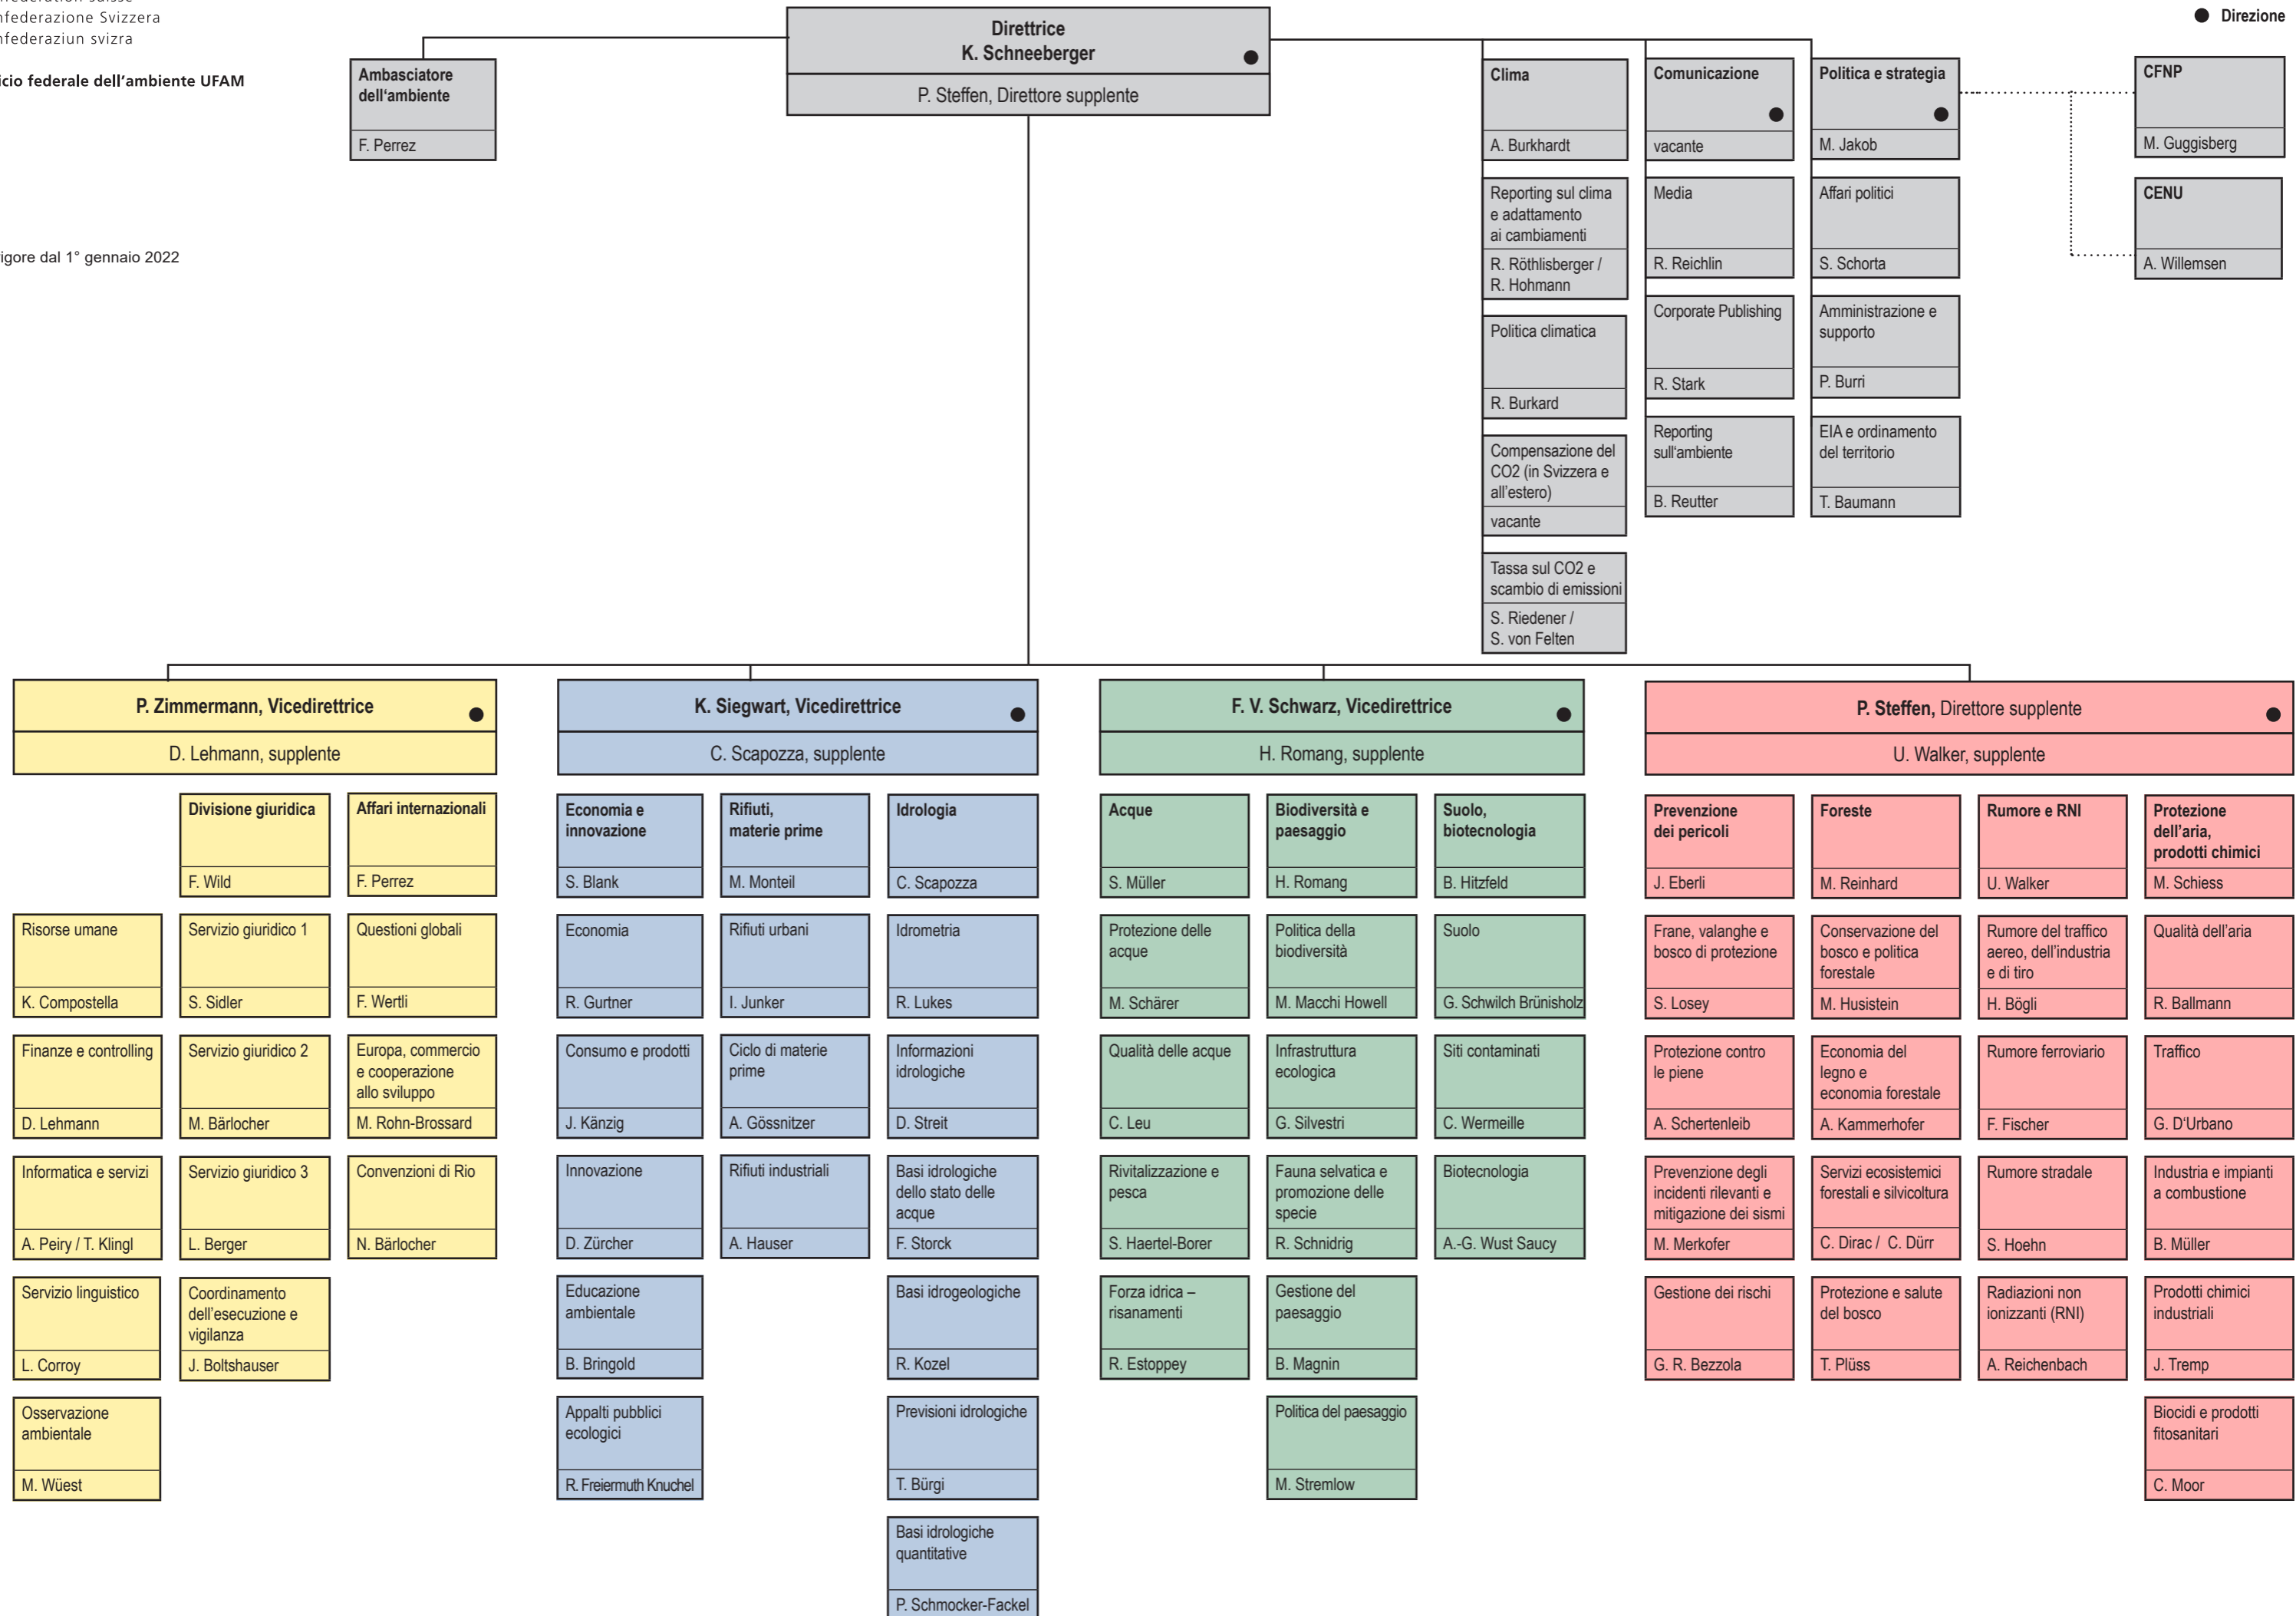 nfederazione Svizzera
nfederaziun svizra
icio federale dell'ambiente UFAM
igore dal 1° gennaio 2022
Direzione
Direttrice
K. Schneeberger
P. Steffen, Direttore supplente
Ambasciatore
dell'ambiente
F. Perrez
Clima
A. Burkhardt
Reporting sul clima
e adattamento
ai cambiamenti
R. Röthlisberger /
R. Hohmann
Politica climatica
R. Burkard
Compensazione del
CO2 (in Svizzera e
all'estero)
vacante
Tassa sul CO2 e
scambio di emissioni
S. Riedener /
S. von Felten
Comunicazione
vacante
Media
R. Reichlin
Corporate Publishing
R. Stark
Reporting
sull'ambiente
B. Reutter
Politica e strategia
M. Jakob
Affari politici
S. Schorta
Amministrazione e
supporto
P. Burri
EIA e ordinamento
del territorio
T. Baumann
CFNP
M. Guggisberg
CENU
A. Willemsen
P. Zimmermann, Vicedirettrice
D. Lehmann, supplente
Risorse umane
K. Compostella
Finanze e controlling
D. Lehmann
Informatica e servizi
A. Peiry / T. Klingl
Servizio linguistico
L. Corroy
Osservazione
ambientale
M. Wüest
Divisione giuridica
F. Wild
Servizio giuridico 1
S. Sidler
Servizio giuridico 2
M. Bärlocher
Servizio giuridico 3
L. Berger
Coordinamento
dell'esecuzione e
vigilanza
J. Boltshauser
Affari internazionali
F. Perrez
Questioni globali
F. Wertli
Europa, commercio
e cooperazione
allo sviluppo
M. Rohn-Brossard
Convenzioni di Rio
N. Bärlocher
K. Siegwart, Vicedirettrice
C. Scapozza, supplente
Economia e
innovazione
S. Blank
Economia
R. Gurtner
Consumo e prodotti
J. Känzig
Innovazione
D. Zürcher
Educazione
ambientale
B. Bringold
Appalti pubblici
ecologici
R. Freiermuth Knuchel
Rifiuti,
materie prime
M. Monteil
Rifiuti urbani
I. Junker
Ciclo di materie
prime
A. Gössnitzer
Rifiuti industriali
A. Hauser
Idrologia
C. Scapozza
Idrometria
R. Lukes
Informazioni
idrologiche
D. Streit
Basi idrologiche
dello stato delle
acque
F. Storck
Basi idrogeologiche
R. Kozel
Previsioni idrologiche
T. Bürgi
Basi idrologiche
quantitative
P. Schmocker-Fackel
F. V. Schwarz, Vicedirettrice
H. Romang, supplente
Acque
S. Müller
Protezione delle
acque
M. Schärer
Qualità delle acque
C. Leu
Rivitalizzazione e
pesca
S. Haertel-Borer
Forza idrica –
risanamenti
R. Estoppey
Biodiversità e
paesaggio
H. Romang
Politica della
biodiversità
M. Macchi Howell
Infrastruttura
ecologica
G. Silvestri
Fauna selvatica e
promozione delle
specie
R. Schnidrig
Gestione del
paesaggio
B. Magnin
Politica del paesaggio
M. Stremlow
Suolo,
biotecnologia
B. Hitzfeld
Suolo
G. Schwilch Brünisholz
Siti contaminati
C. Wermeille
Biotecnologia
A.-G. Wust Saucy
P. Steffen, Direttore supplente
U. Walker, supplente
Prevenzione
dei pericoli
J. Eberli
Frane, valanghe e
bosco di protezione
S. Losey
Protezione contro
le piene
A. Schertenleib
Prevenzione degli
incidenti rilevanti e
mitigazione dei sismi
M. Merkofer
Gestione dei rischi
G. R. Bezzola
Foreste
M. Reinhard
Conservazione del
bosco e politica
forestale
M. Husistein
Economia del
legno e
economia forestale
A. Kammerhofer
Servizi ecosistemici
forestali e silvicoltura
C. Dirac / C. Dürr
Protezione e salute
del bosco
T. Plüss
Rumore e RNI
U. Walker
Rumore del traffico
aereo, dell'industria
e di tiro
H. Bögli
Rumore ferroviario
F. Fischer
Rumore stradale
S. Hoehn
Radiazioni non
ionizzanti (RNI)
A. Reichenbach
Protezione
dell'aria,
prodotti chimici
M. Schiess
Qualità dell'aria
R. Ballmann
Traffico
G. D'Urbano
Industria e impianti
a combustione
B. Müller
Prodotti chimici
industriali
J. Tremp
Biocidi e prodotti
fitosanitari
C. Moor